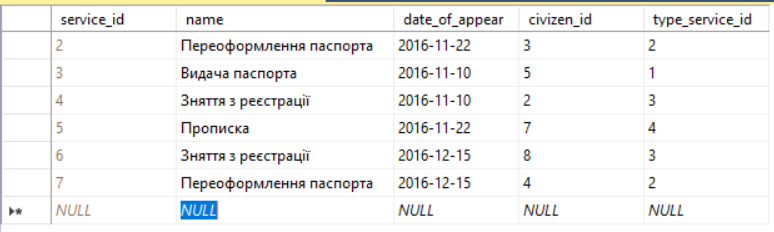 service_id name date_of_appear civizen_id type_service_id
2 Переоформлення паспорта 2016-11-22 3 2
3 Видача паспорта 2016-11-10 5 1
4 Зняття з реєстрації 2016-11-10 2 3
5 Прописка 2016-11-22 7 4
6 Зняття з реєстрації 2016-12-15 8 3
7 Переоформлення паспорта 2016-12-15 4 2
NULL NULL NULL NULL NULL